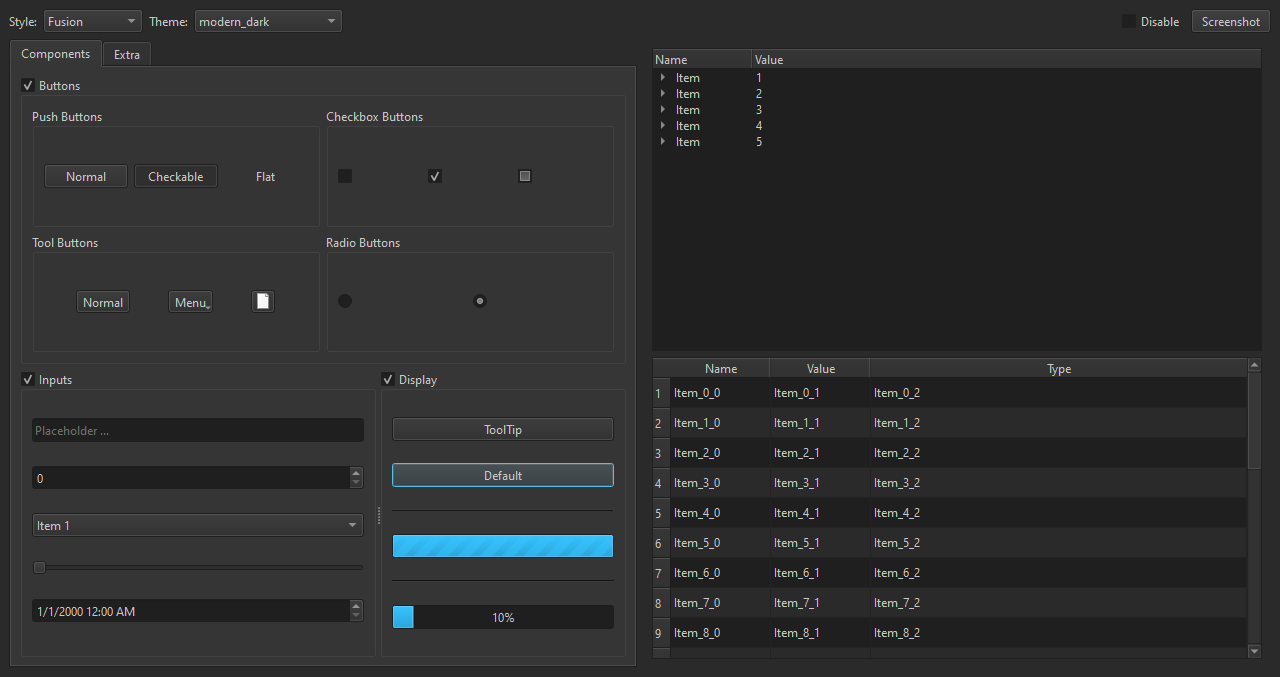 Style: Fusion Theme: modern_dark Disable Screenshot
Components Extra
Buttons
Push Buttons
Normal Checkable Flat
Checkbox Buttons
Tool Buttons
Normal Menu
Radio Buttons
Inputs
Placeholder ...
0
Item 1
1/1/2000 12:00 AM
Display
ToolTip
Default
10%
Name Value
Item 1
Item 2
Item 3
Item 4
Item 5
Name Value Type
1 Item_0_0 Item_0_1 Item_0_2
2 Item_1_0 Item_1_1 Item_1_2
3 Item_2_0 Item_2_1 Item_2_2
4 Item_3_0 Item_3_1 Item_3_2
5 Item_4_0 Item_4_1 Item_4_2
6 Item_5_0 Item_5_1 Item_5_2
7 Item_6_0 Item_6_1 Item_6_2
8 Item_7_0 Item_7_1 Item_7_2
9 Item_8_0 Item_8_1 Item_8_2